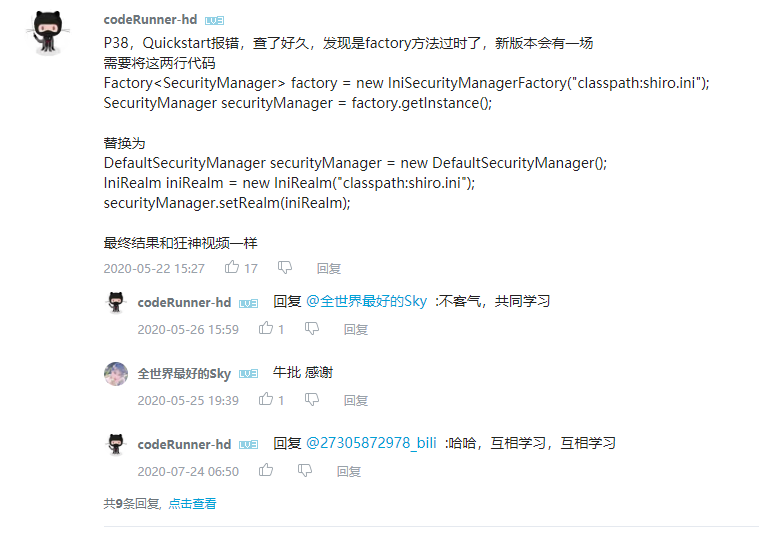 codeRunner-hd LV3
P38，Quickstart报错，查了好久，发现是factory方法过时了，新版本会有一场
需要将这两行代码
Factory<SecurityManager> factory = new IniSecurityManagerFactory("classpath:shiro.ini");
SecurityManager securityManager = factory.getInstance();
替换为
DefaultSecurityManager securityManager = new DefaultSecurityManager();
IniRealm iniRealm = new IniRealm("classpath:shiro.ini");
securityManager.setRealm(iniRealm);
最终结果和狂神视频一样
2020-05-22 15:27 17 回复
codeRunner-hd LV3 回复 @全世界最好的Sky :不客气，共同学习
2020-05-26 15:59 1 回复
全世界最好的Sky LV3 牛批 感谢
2020-05-25 19:39 1 回复
codeRunner-hd LV3 回复 @27305872978_bili :哈哈，互相学习，互相学习
2020-07-24 06:50 回复
共9条回复, 点击查看